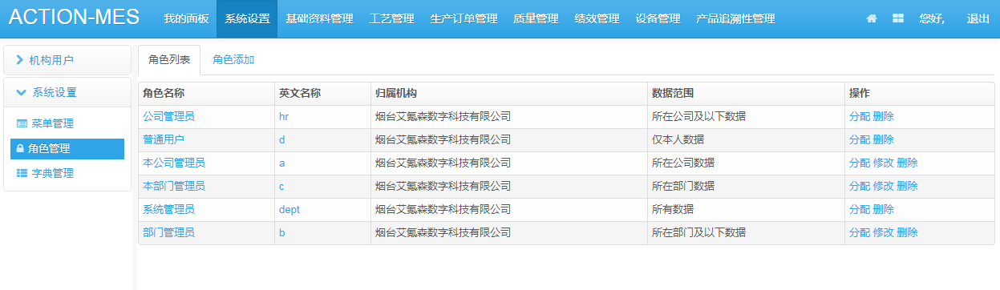 ACTION-MES 我的面板 系统设置 基础资料管理 工艺管理 生产订单管理 质量管理 绩效管理 设备管理 产品追溯性管理 您好, 退出
机构用户
系统设置
菜单管理
角色管理
字典管理
角色列表 角色添加
角色名称 英文名称 归属机构 数据范围 操作
公司管理员 hr 烟台艾氪森数字科技有限公司 所在公司及以下数据 分配 删除
普通用户 d 烟台艾氪森数字科技有限公司 仅本人数据 分配 删除
本公司管理员 a 烟台艾氪森数字科技有限公司 所在公司数据 分配 修改 删除
本部门管理员 c 烟台艾氪森数字科技有限公司 所在部门数据 分配 修改 删除
系统管理员 dept 烟台艾氪森数字科技有限公司 所有数据 分配 删除
部门管理员 b 烟台艾氪森数字科技有限公司 所在部门及以下数据 分配 修改 删除